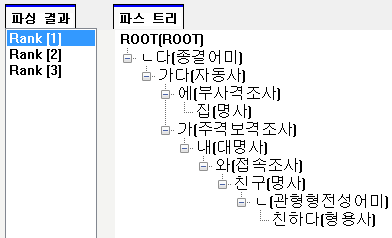 파싱 결과
Rank [1]
Rank [2]
Rank [3]
파스 트리
ROOT(ROOT)
ㄴ다(종결어미)
가다(자동사)
에(부사격조사)
집(명사)
가(주격보격조사)
내(대명사)
와(접속조사)
친구(명사)
ㄴ(관형형전성어미)
친하다(형용사)